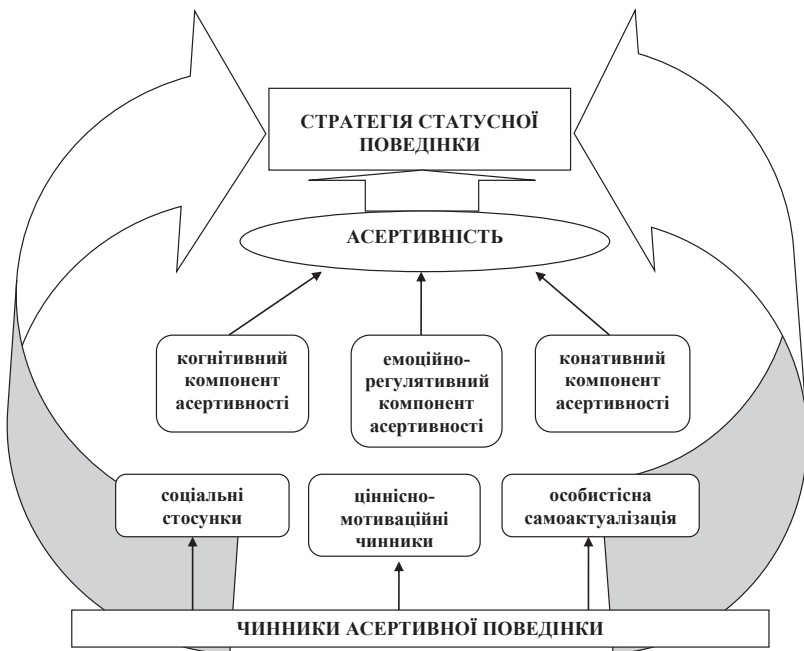 СТРАТЕГІЯ СТАТУСНОЇ
ПОВЕДІНКИ
АСЕРТИВНІСТЬ
когнітивний
компонент
асертивності
емоційно-
регулятивний
компонент
асертивності
конативний
компонент
асертивності
соціальні
стосунки
ціннісно-
мотиваційні
чинники
особистісна
самоактуалізація
ЧИННИКИ АСЕРТИВНОЇ ПОВЕДІНКИ